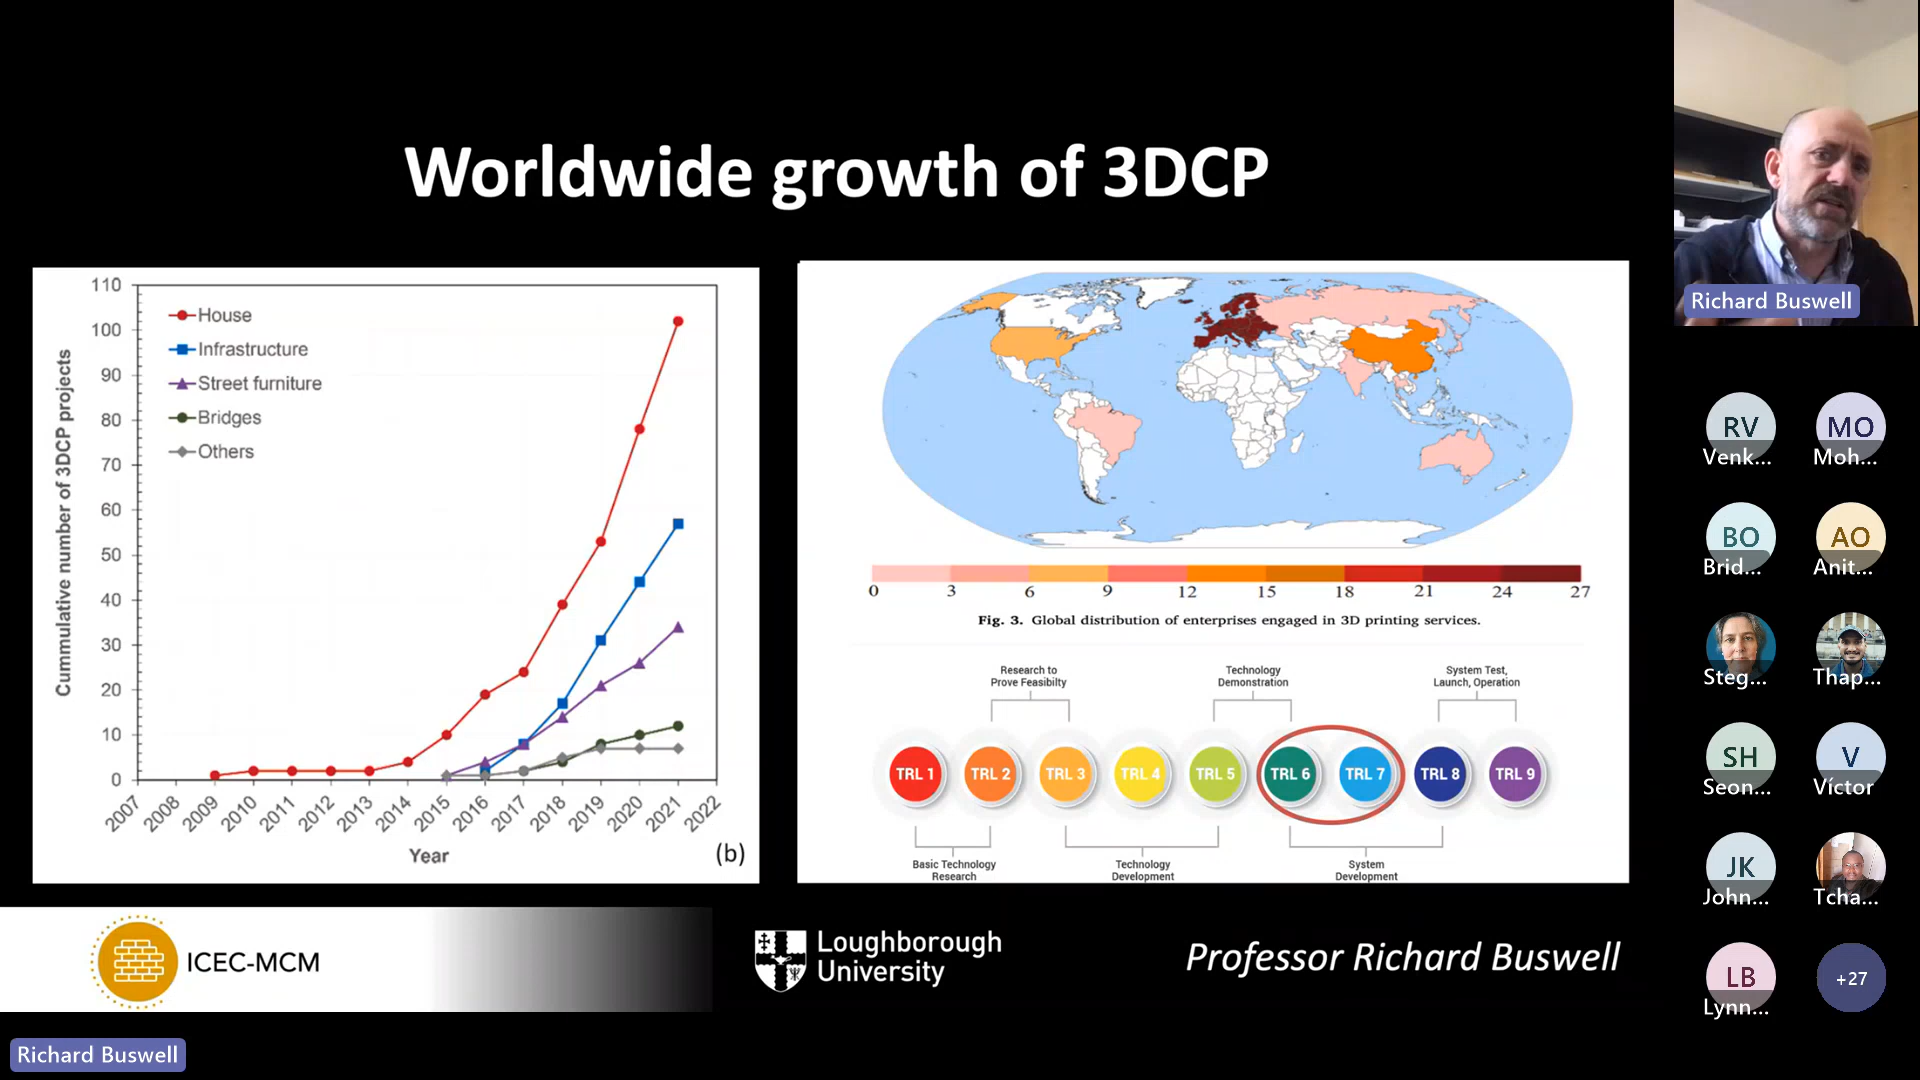 Worldwide growth of 3DCP
Cummulative number of 3DCP projects
110
100
90
80
70
60
50
40
30
20
10
0
House
Infrastructure
Street furniture
Bridges
Others
2007
2008
2009
2010
2011
2012
2013
2014
2015
2016
2017
2018
2019
2020
2021
2022
Year
(b)
0 3 6 9 12 15 18 21 24 27
Fig. 3. Global distribution of enterprises engaged in 3D printing services.
Research to
Prove Feasibilty
Technology
Demonstration
System Test,
Launch, Operation
TRL 1 TRL 2 TRL 3 TRL 4 TRL 5 TRL 6 TRL 7 TRL 8 TRL 9
Basic Technology
Research
Technology
Development
System
Development
ICEC-MCM
Loughborough
University
Professor Richard Buswell
Richard Buswell
Richard Buswell
RV
Venk...
MO
Moh...
BO
Brid...
AO
Anit...
Steg...
Thap...
SH
Seon...
V
Víctor
JK
John...
Tcha...
LB
Lynn...
+27